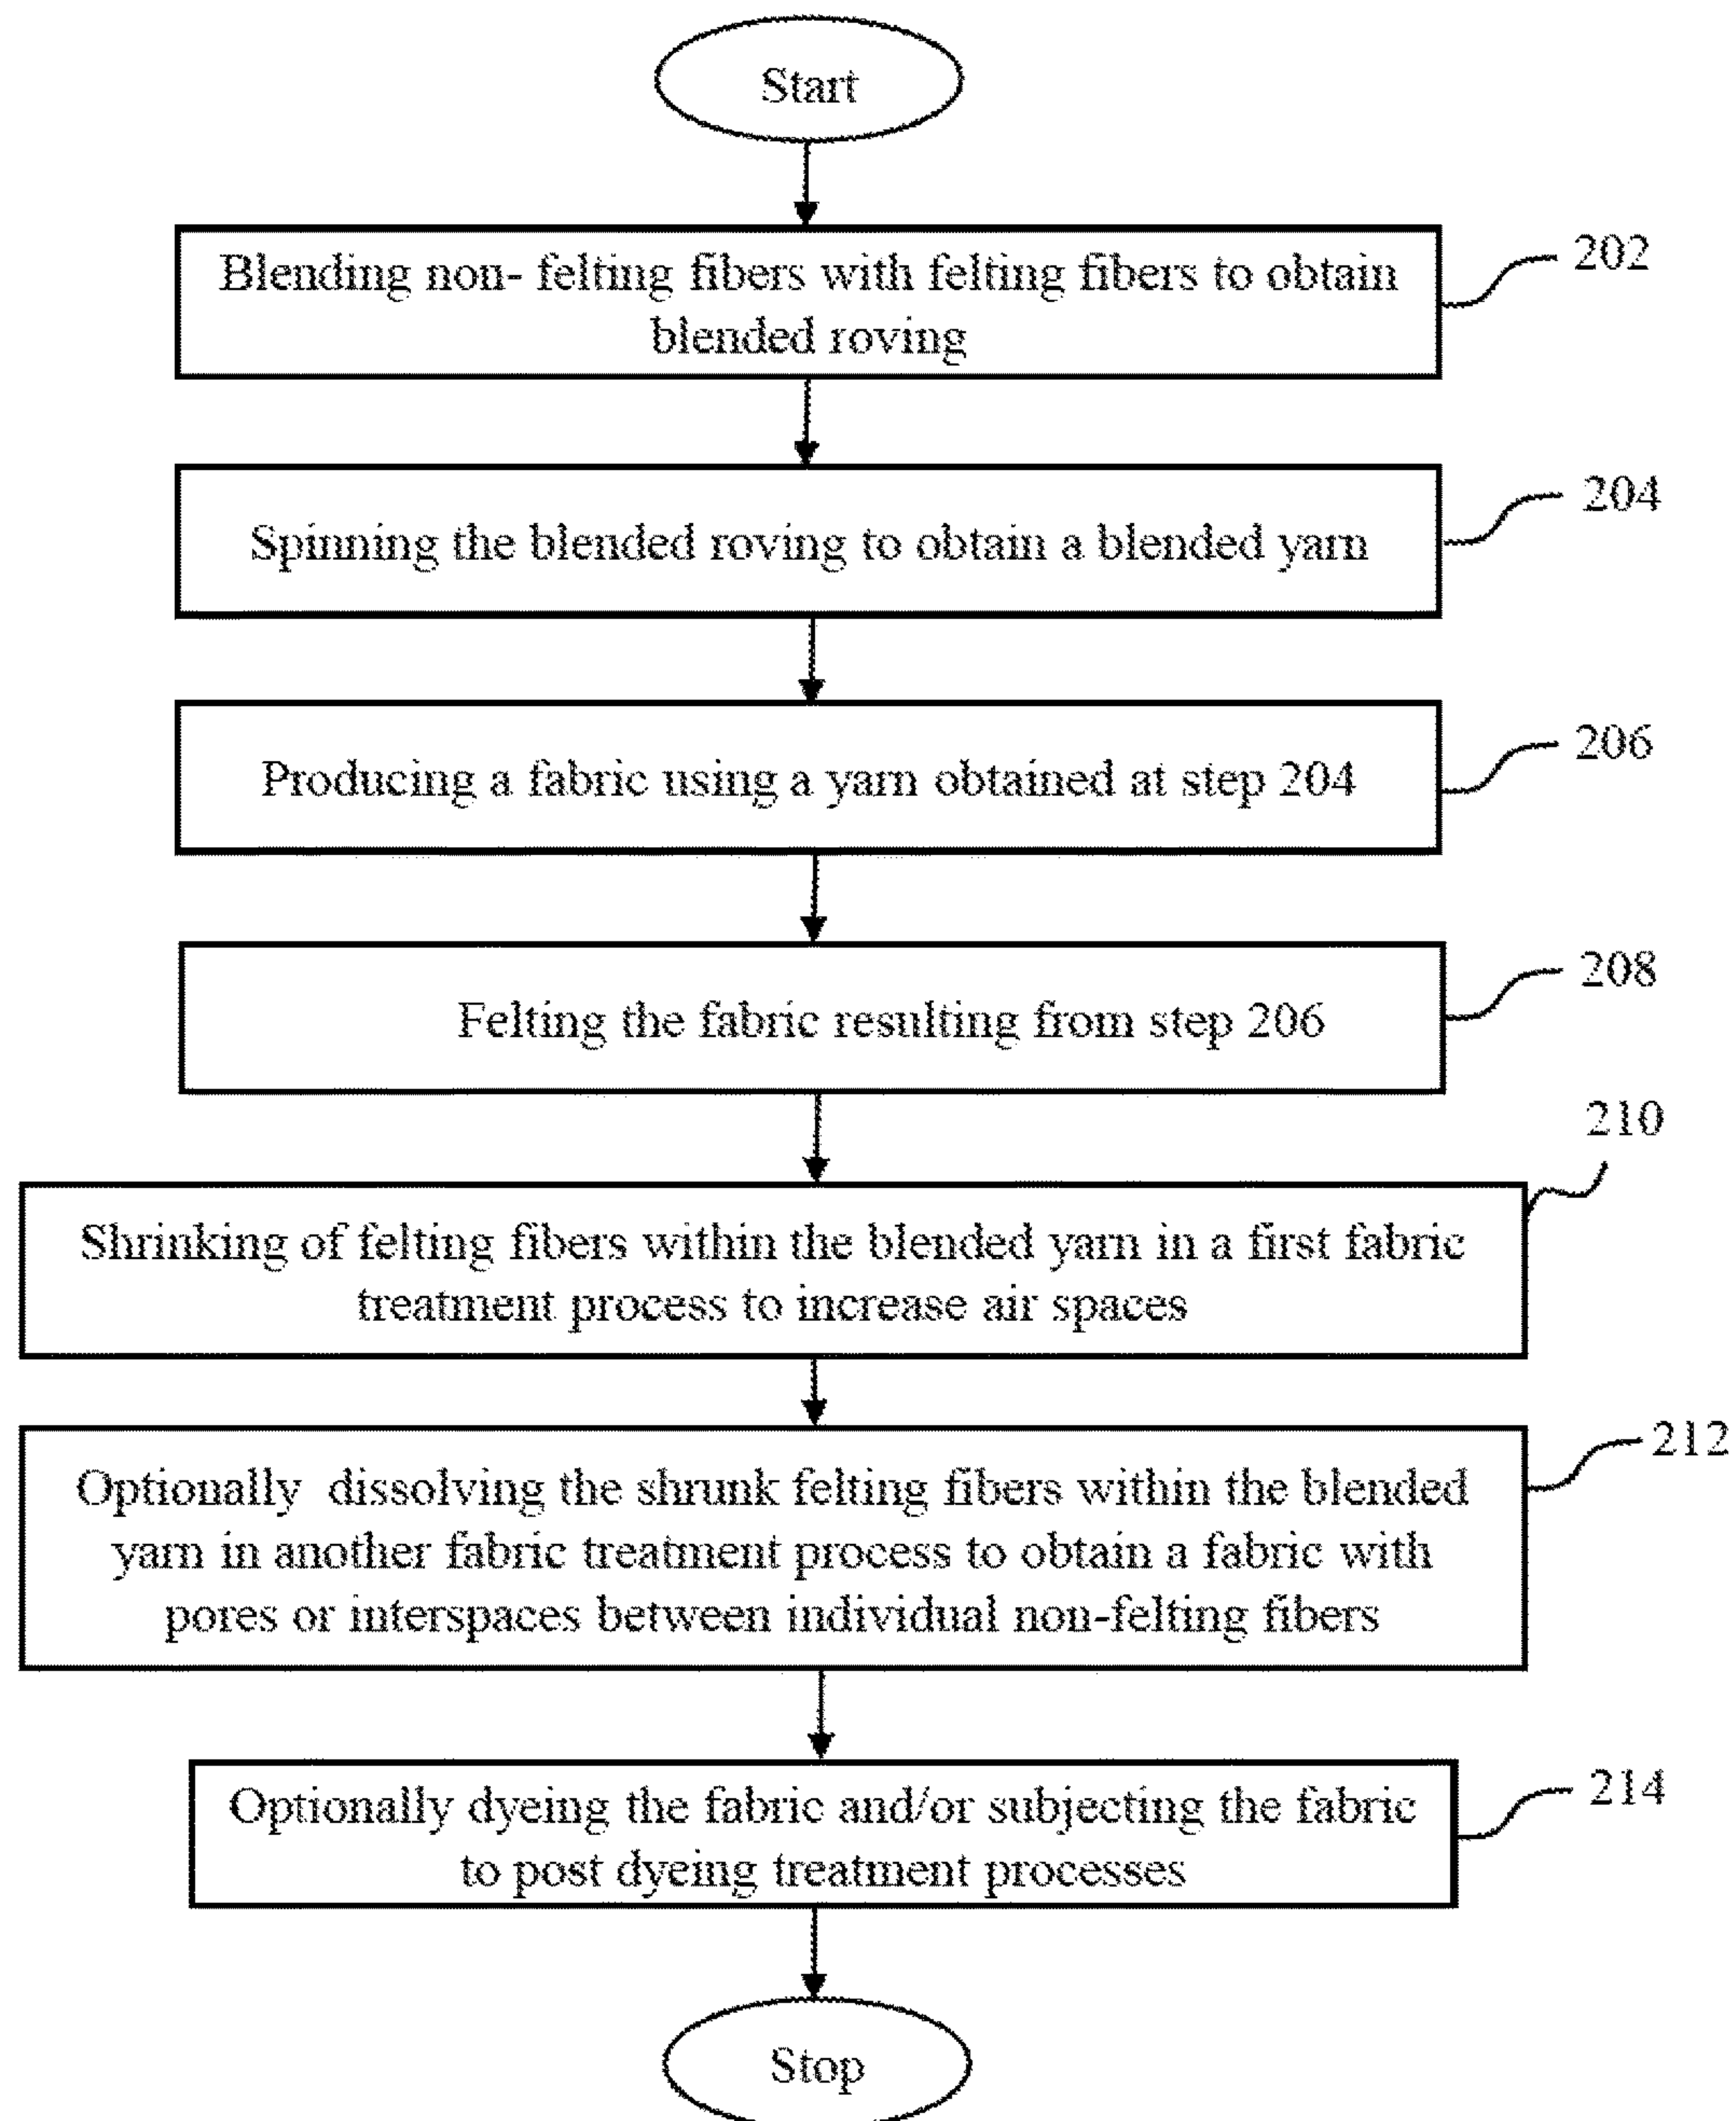 Start
Blending non- felting fibers with felting fibers to obtain
blended roving
202
Spinning the blended roving to obtain a blended yarn
204
Producing a fabric using a yarn obtained at step 204
206
Felting the fabric resulting from step 206
208
210
Shrinking of felting fibers within the blended yarn in a first fabric
treatment process to increase air spaces
Optionally dissolving the shrunk felting fibers within the blended
yarn in another fabric treatment process to obtain a fabric with
pores or interspaces between individual non-felting fibers
212
Optionally dyeing the fabric and/or subjecting the fabric
to post dyeing treatment processes
214
Stop